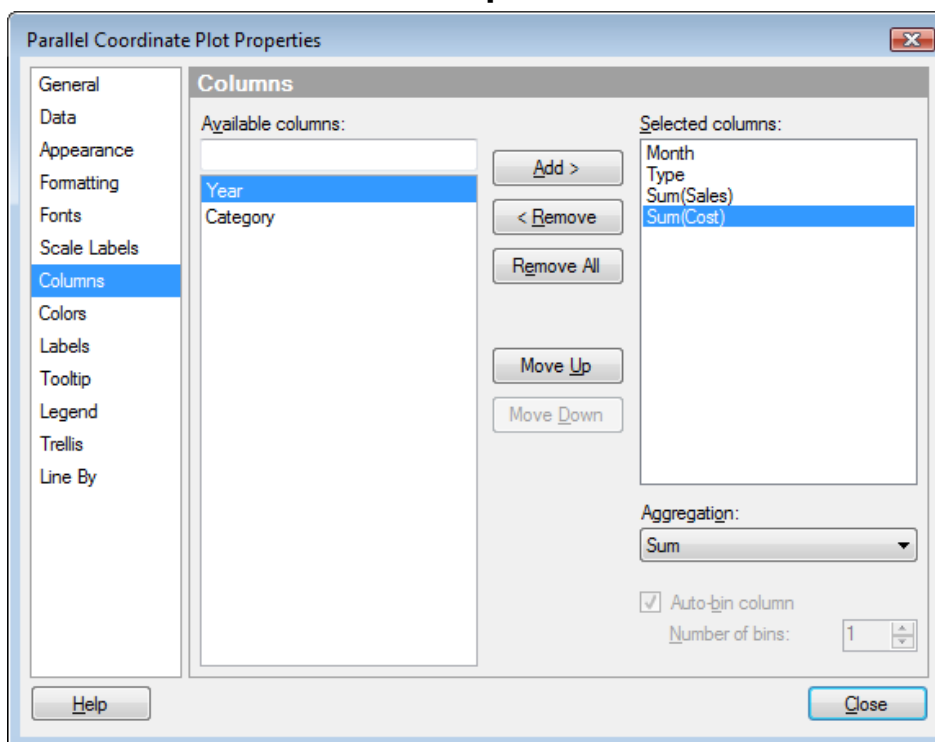 Parallel Coordinate Plot Properties
General
Data
Appearance
Formatting
Fonts
Scale Labels
Columns
Colors
Labels
Tooltip
Legend
Trellis
Line By
Columns
Available columns:
Year
Category
Add >
< Remove
Remove All
Move Up
Move Down
Selected columns:
Month
Type
Sum(Sales)
Sum(Cost)
Aggregation:
Sum
Auto-bin column
Number of bins:
1
Help
Close